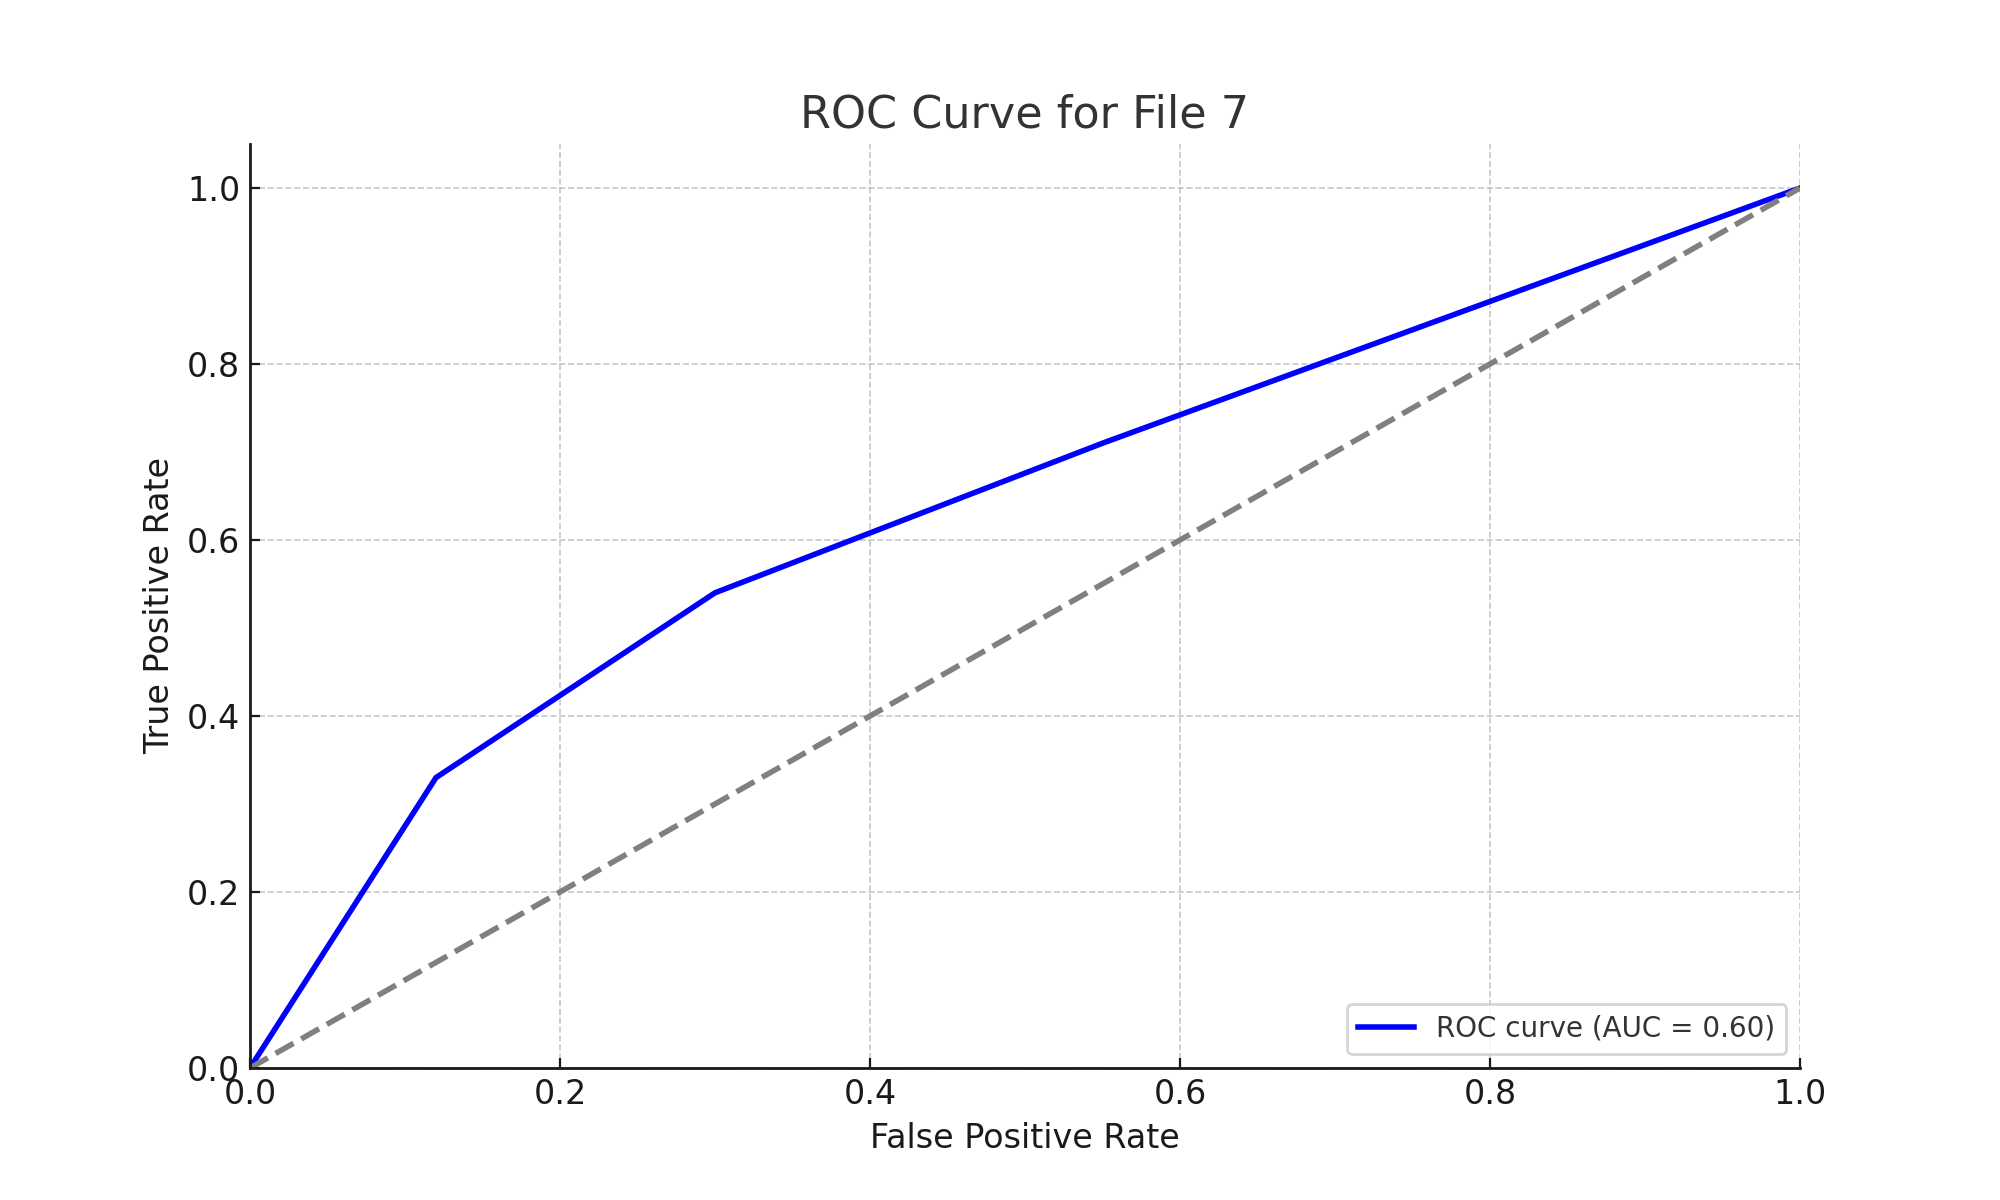 ROC Curve for File 7
True Positive Rate
1.0
0.8
0.6
0.4
0.2
0.0
0.0 0.2 0.4 0.6 0.8 1.0
False Positive Rate
ROC curve (AUC = 0.60)